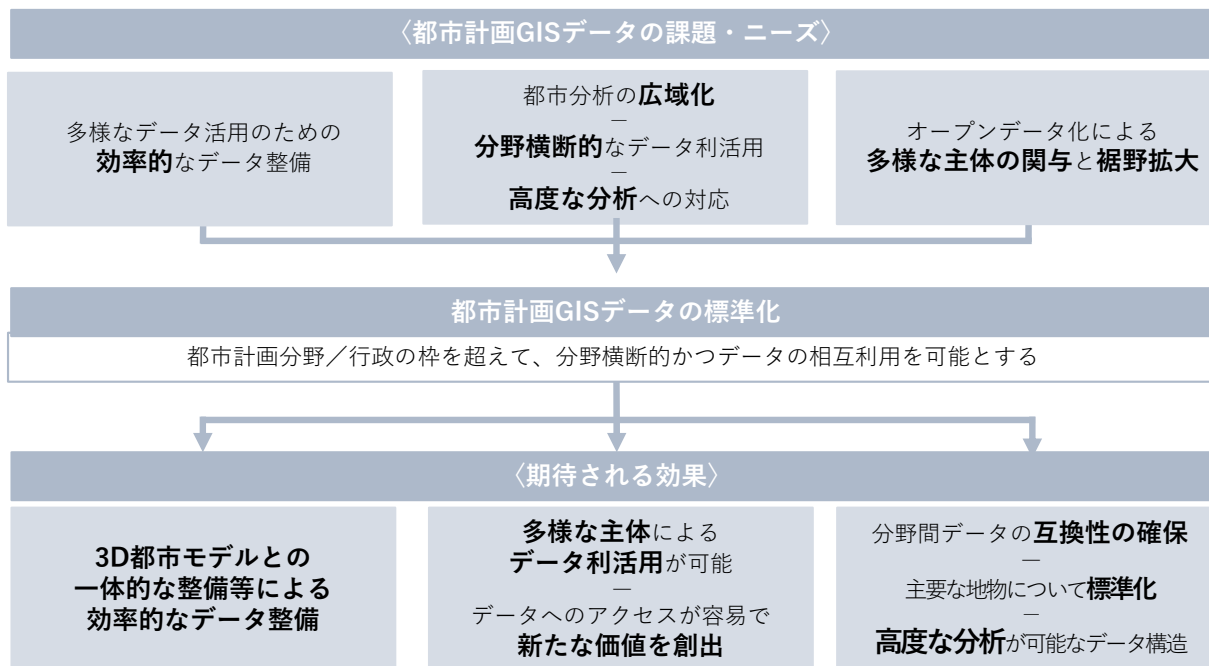 〈都市計画GISデータの課題・ニーズ〉
多様なデータ活用のための
効率的なデータ整備
都市分析の広域化
―
分野横断的なデータ利活用
―
高度な分析への対応
オープンデータ化による
多様な主体の関与と裾野拡大
都市計画GISデータの標準化
都市計画分野／行政の枠を超えて、分野横断的かつデータの相互利用を可能とする
〈期待される効果〉
3D都市モデルとの
一体的な整備等による
効率的なデータ整備
多様な主体による
データ利活用が可能
―
データへのアクセスが容易で
新たな価値を創出
分野間データの互換性の確保
―
主要な地物について標準化
―
高度な分析が可能なデータ構造